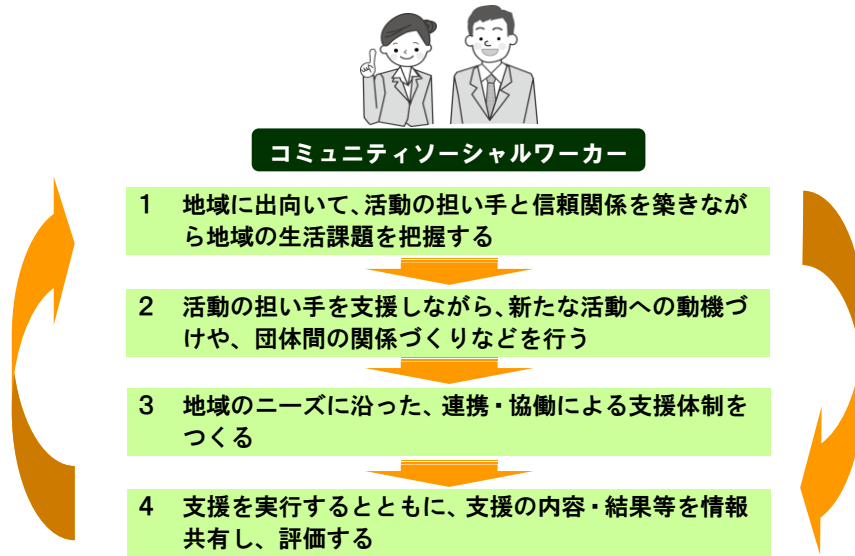 コミュニティソーシャルワーカー
1 地域に出向いて、活動の担い手と信頼関係を築きなが
ら地域の生活課題を把握する
2 活動の担い手を支援しながら、新たな活動への動機づ
けや、団体間の関係づくりなどを行う
3 地域のニーズに沿った、連携・協働による支援体制を
つくる
4 支援を実行するとともに、支援の内容・結果等を情報
共有し、評価する